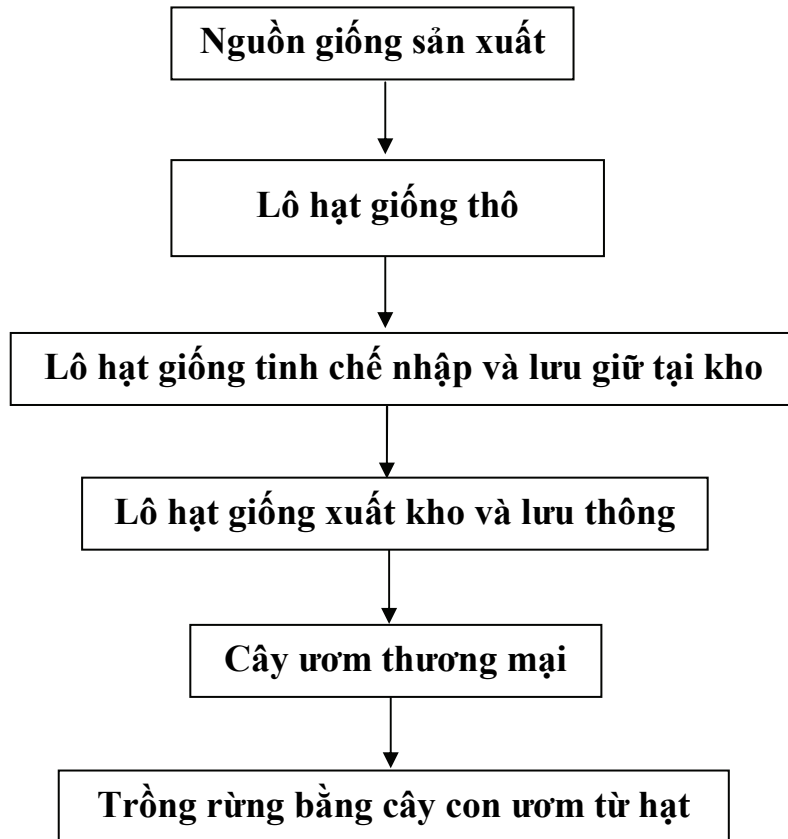 Nguồn giống sản xuất
Lô hạt giống thô
Lô hạt giống tinh chế nhập và lưu giữ tại kho
Lô hạt giống xuất kho và lưu thông
Cây ươm thương mại
Trồng rừng bằng cây con ươm từ hạt